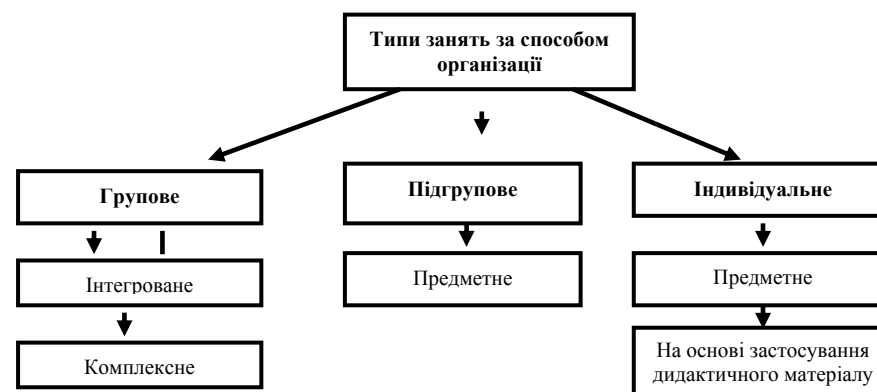 Типи занять за способом
організації
Групове
Підгрупове
Індивідуальне
Інтегроване
Предметне
Предметне
Комплексне
На основі застосування
дидактичного матеріалу